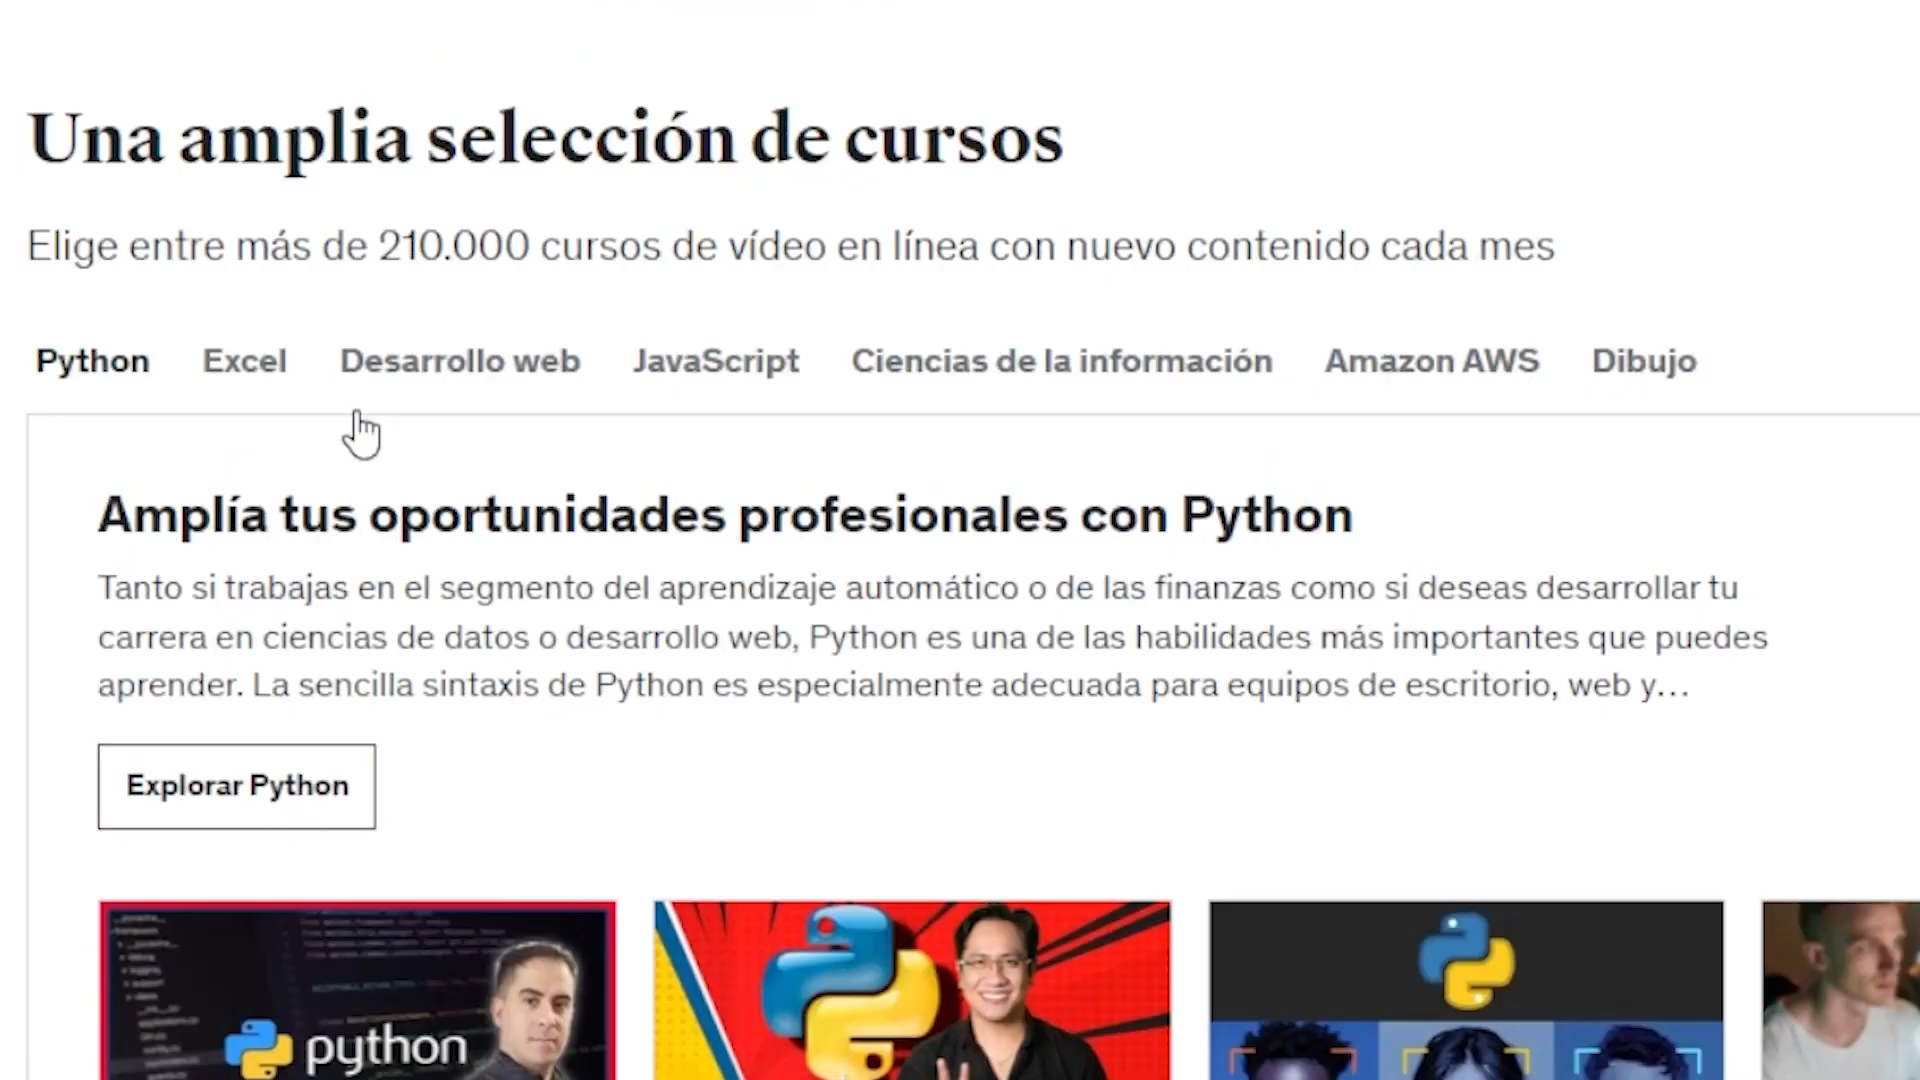 Una amplia selección de cursos
Elige entre más de 210.000 cursos de vídeo en línea con nuevo contenido cada mes
Python Excel Desarrollo web JavaScript Ciencias de la información Amazon AWS Dibujo
Amplía tus oportunidades profesionales con Python
Tanto si trabajas en el segmento del aprendizaje automático o de las finanzas como si deseas desarrollar tu
carrera en ciencias de datos o desarrollo web, Python es una de las habilidades más importantes que puedes
aprender. La sencilla sintaxis de Python es especialmente adecuada para equipos de escritorio, web y...
Explorar Python
python